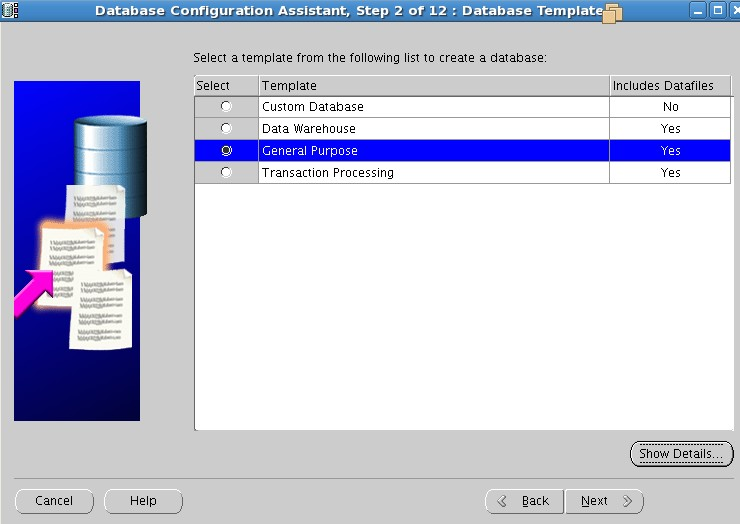 Database Configuration Assistant, Step 2 of 12 : Database Template
Select a template from the following list to create a database:
Select Template Includes Datafiles
Custom Database No
Data Warehouse Yes
General Purpose Yes
Transaction Processing Yes
Show Details...
Cancel Help Back Next